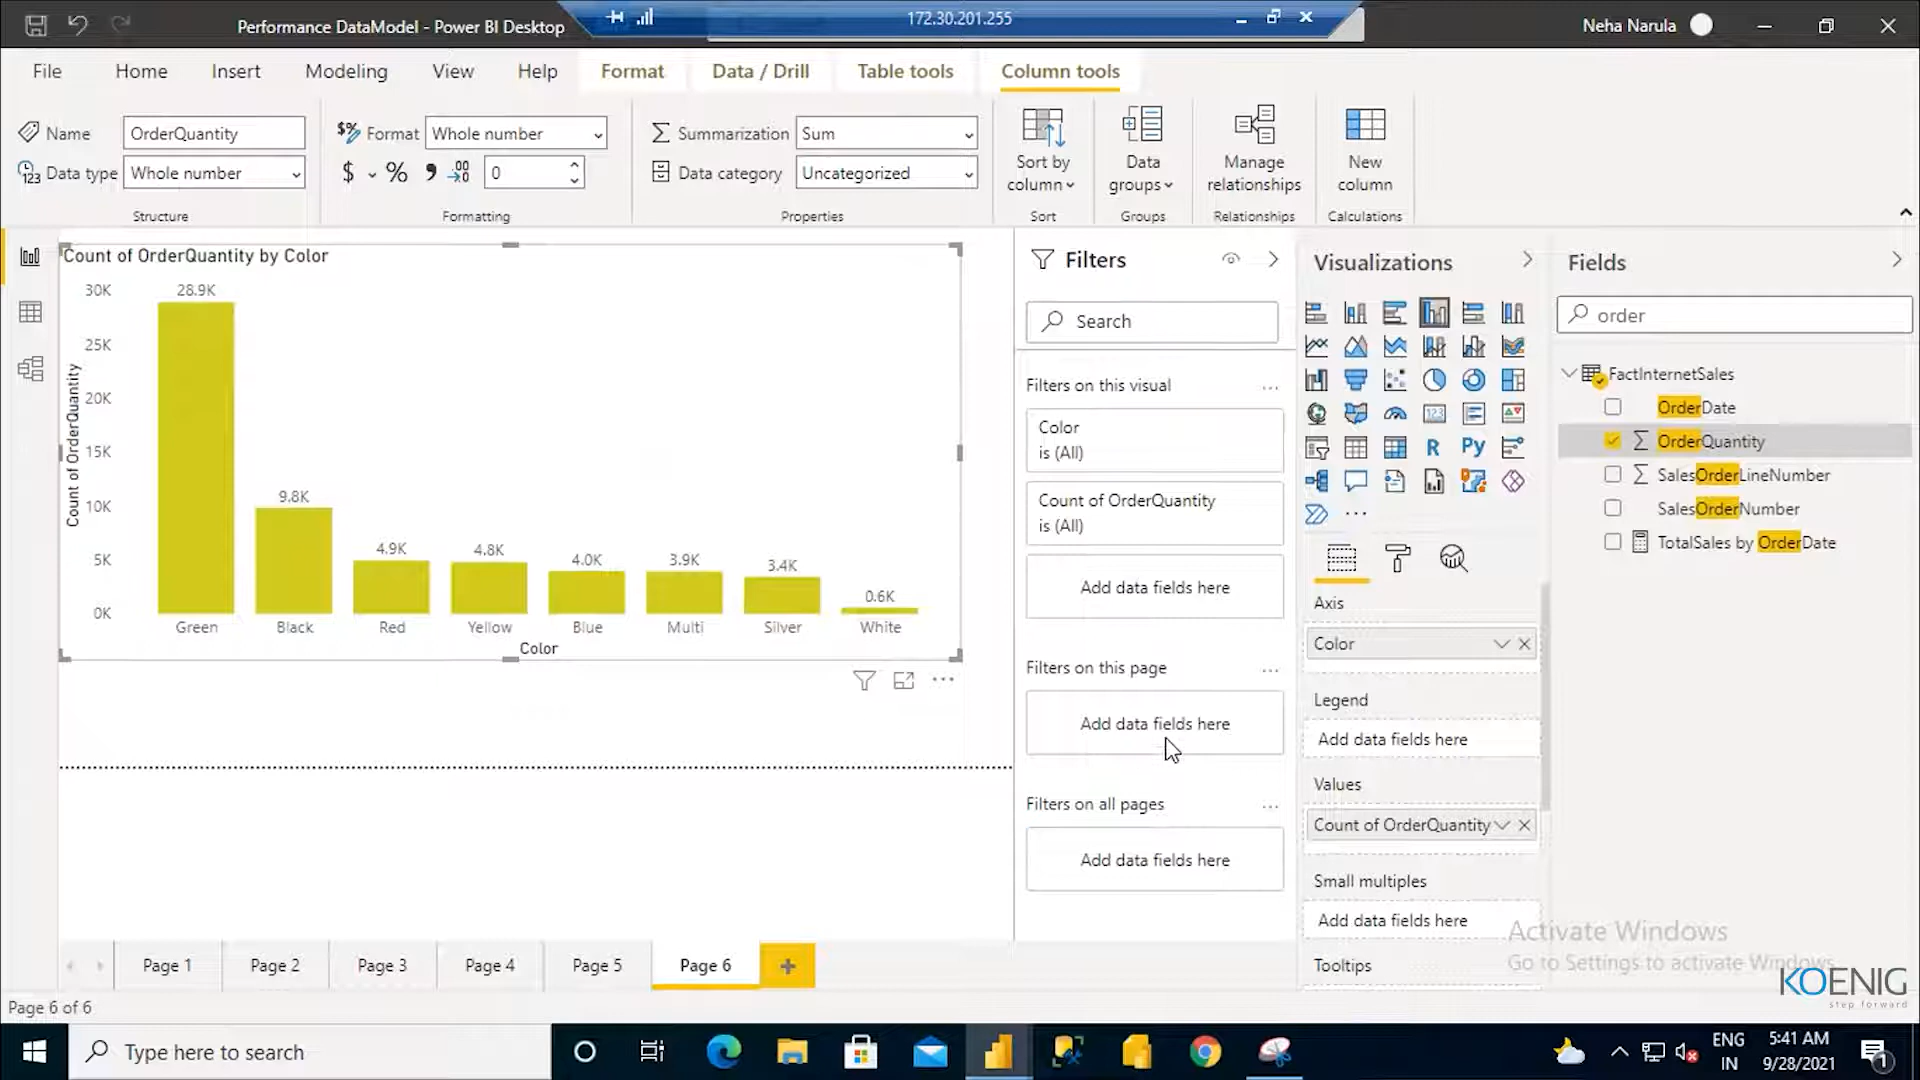 Performance DataModel - Power BI Desktop
172.30.201.255
Neha Narula
File
Home
Insert
Modeling
View
Help
Format
Data / Drill
Table tools
Column tools
Name
OrderQuantity
Data type
Whole number
Structure
Format
Whole number
$
%
0
Formatting
Summarization
Sum
Data category
Uncategorized
Properties
Sort by
column
Sort
Data
groups
Groups
Manage
relationships
Relationships
New
column
Calculations
Count of OrderQuantity by Color
Count of OrderQuantity
30K
25K
20K
15K
10K
5K
0K
28.9K
9.8K
4.9K
4.8K
4.0K
3.9K
3.4K
0.6K
Green
Black
Red
Yellow
Blue
Multi
Silver
White
Color
Filters
Search
Filters on this visual
Color
is (All)
Count of OrderQuantity
is (All)
Add data fields here
Filters on this page
Add data fields here
Filters on all pages
Add data fields here
Visualizations
R
Py
123
Axis
Color
Legend
Add data fields here
Values
Count of OrderQuantity
Small multiples
Add data fields here
Tooltips
Fields
order
FactInternetSales
OrderDate
OrderQuantity
SalesOrderLineNumber
SalesOrderNumber
TotalSales by OrderDate
Activate Windows
Go to Settings to activate Windows.
KOENIG
step forward
Page 1
Page 2
Page 3
Page 4
Page 5
Page 6
Page 6 of 6
Type here to search
ENG
IN
5:41 AM
9/28/2021
1